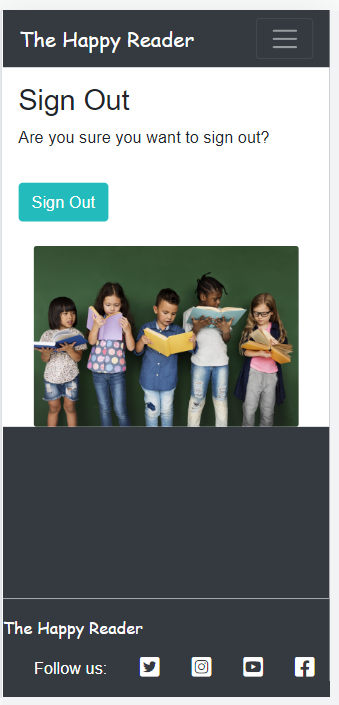 The Happy Reader
Sign Out
Are you sure you want to sign out?
Sign Out
The Happy Reader
Follow us: